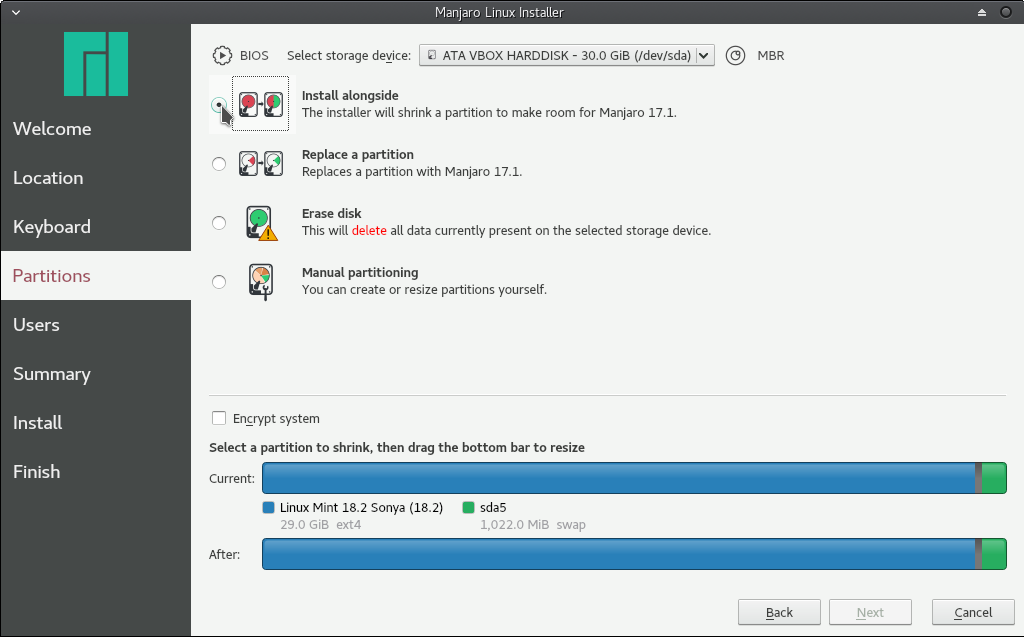 Manjaro Linux Installer
BIOS Select storage device: ATA VBOX HARDDISK - 30.0 GiB (/dev/sda) MBR
Install alongside
The installer will shrink a partition to make room for Manjaro 17.1.
Welcome
Replace a partition
Replaces a partition with Manjaro 17.1.
Location
Erase disk
This will delete all data currently present on the selected storage device.
Keyboard
Manual partitioning
You can create or resize partitions yourself.
Partitions
Users
Summary
Install
Finish
Encrypt system
Select a partition to shrink, then drag the bottom bar to resize
Current:
Linux Mint 18.2 Sonya (18.2) sda5
29.0 GiB ext4 1,022.0 MiB swap
After:
Back Next Cancel